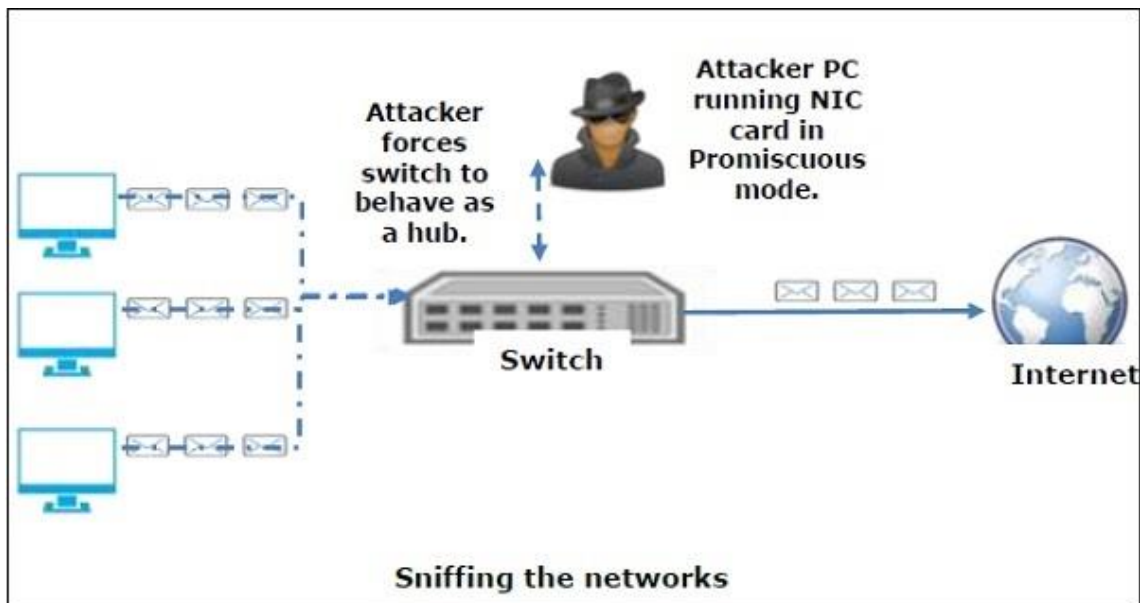 Attacker
forces
switch to
behave as
a hub.
Attacker PC
running NIC
card in
Promiscuous
mode.
Switch
Internet
Sniffing the networks